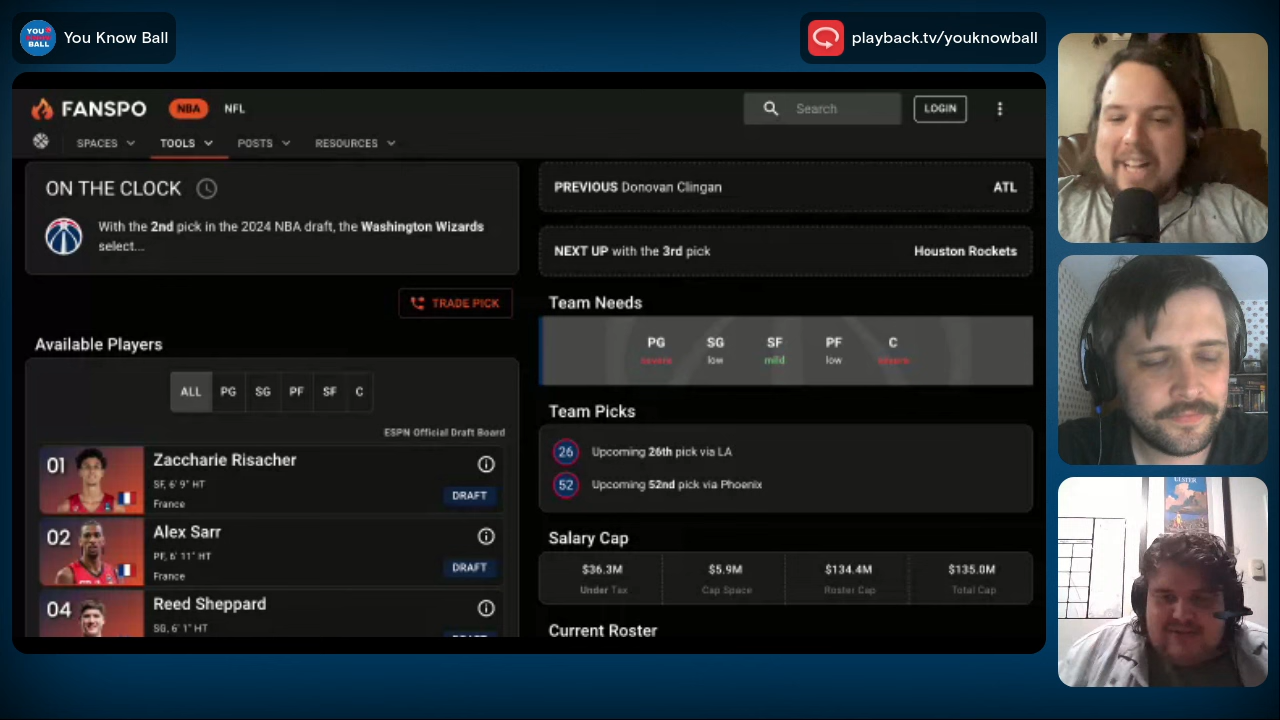 YOU KNOW BALL
You Know Ball
playback.tv/youknowball
FANSPO
NBA
NFL
Search
LOGIN
SPACES
TOOLS
POSTS
RESOURCES
ON THE CLOCK
With the 2nd pick in the 2024 NBA draft, the Washington Wizards
select...
PREVIOUS Donovan Clingan
ATL
NEXT UP with the 3rd pick
Houston Rockets
TRADE PICK
Team Needs
PG SG SF PF C
severe low mild low severe
Available Players
ALL PG SG PF SF C
ESPN Official Draft Board
01
Zaccharie Risacher
SF, 6' 9" HT
France
DRAFT
02
Alex Sarr
PF, 6' 11" HT
France
DRAFT
04
Reed Sheppard
SG, 6' 1" HT
Team Picks
26 Upcoming 26th pick via LA
52 Upcoming 52nd pick via Phoenix
Salary Cap
$36.3M $5.9M $134.4M $135.0M
Under Tax Cap Space Roster Cap Total Cap
Current Roster
ULSTER